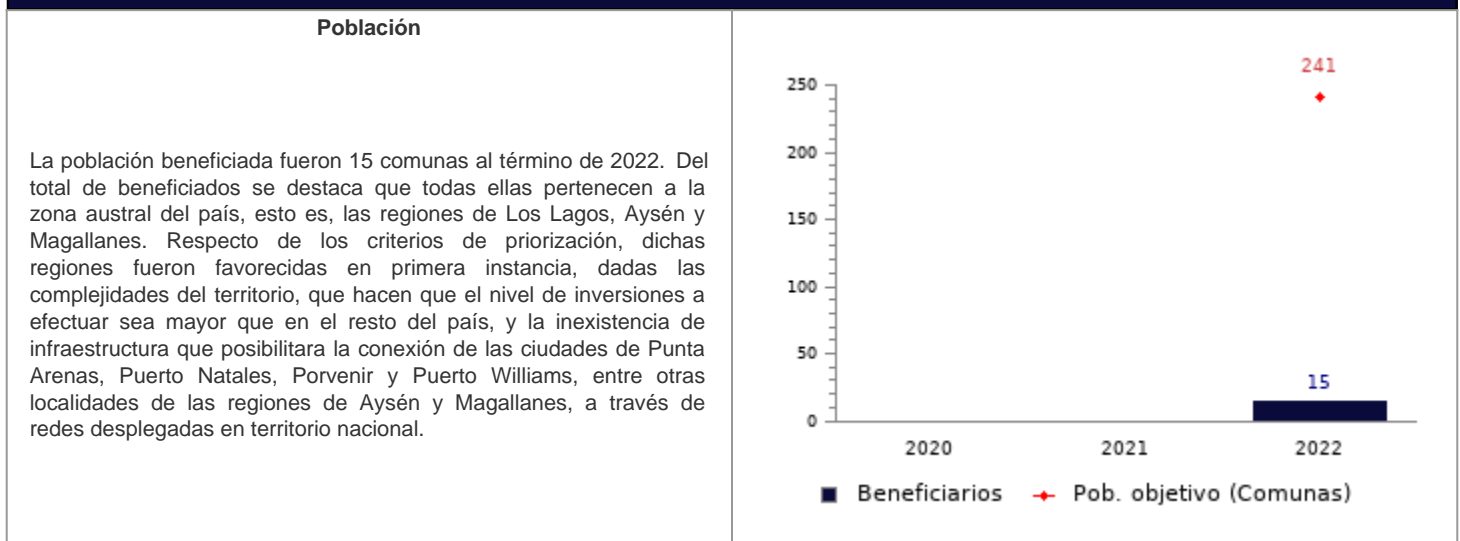 Población
La población beneficiada fueron 15 comunas al término de 2022. Del
total de beneficiados se destaca que todas ellas pertenecen a la
zona austral del país, esto es, las regiones de Los Lagos, Aysén y
Magallanes. Respecto de los criterios de priorización, dichas
regiones fueron favorecidas en primera instancia, dadas las
complejidades del territorio, que hacen que el nivel de inversiones a
efectuar sea mayor que en el resto del país, y la inexistencia de
infraestructura que posibilitara la conexión de las ciudades de Punta
Arenas, Puerto Natales, Porvenir y Puerto Williams, entre otras
localidades de las regiones de Aysén y Magallanes, a través de
redes desplegadas en territorio nacional.
241
250
200
150
100
50
15
0
2020 2021 2022
Beneficiarios Pob. objetivo (Comunas)